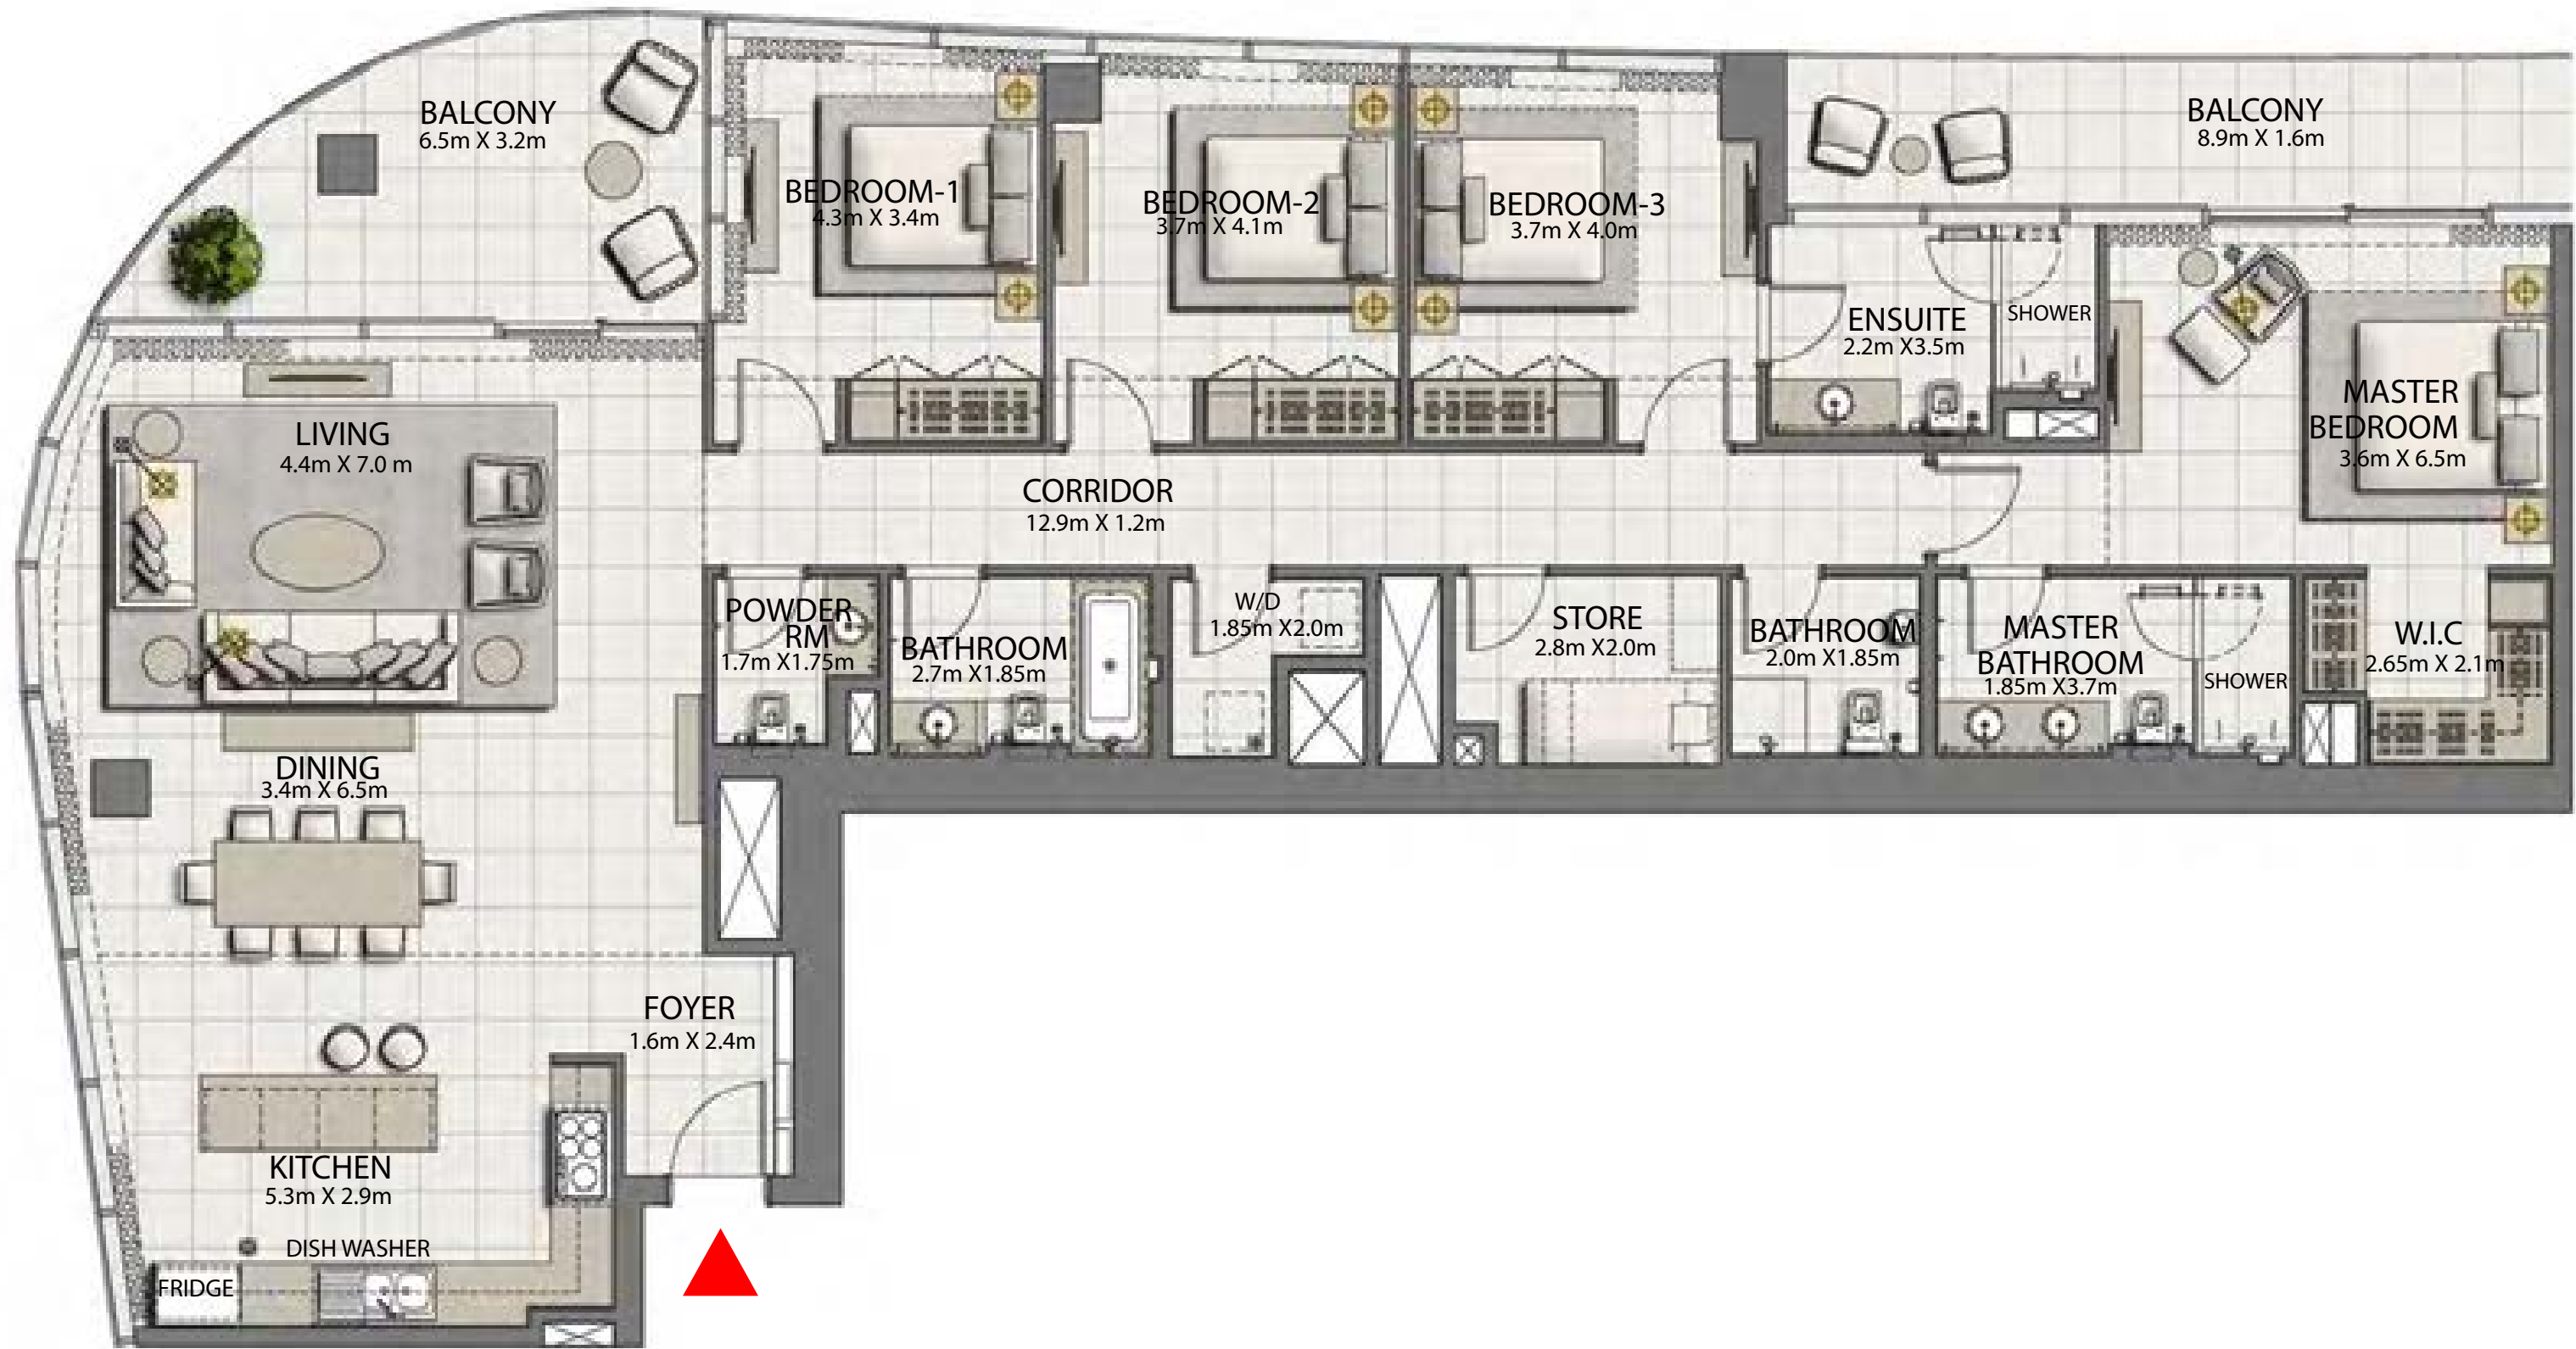 BALCONY
6.5m X 3.2m
BEDROOM-1
4.3m X 3.4m
BEDROOM-2
3.7m X 4.1m
BEDROOM-3
3.7m X 4.0m
BALCONY
8.9m X 1.6m
ENSUITE
2.2m X3.5m
SHOWER
MASTER
BEDROOM
3.6m X 6.5m
LIVING
4.4m X 7.0 m
CORRIDOR
12.9m X 1.2m
POWDER
RM
1.7m X1.75m
BATHROOM
2.7m X1.85m
W/D
1.85m X2.0m
STORE
2.8m X2.0m
BATHROOM
2.0m X1.85m
MASTER
BATHROOM
1.85m X3.7m
SHOWER
W.I.C
2.65m X 2.1m
DINING
3.4m X 6.5m
FOYER
1.6m X 2.4m
KITCHEN
5.3m X 2.9m
DISH WASHER
FRIDGE